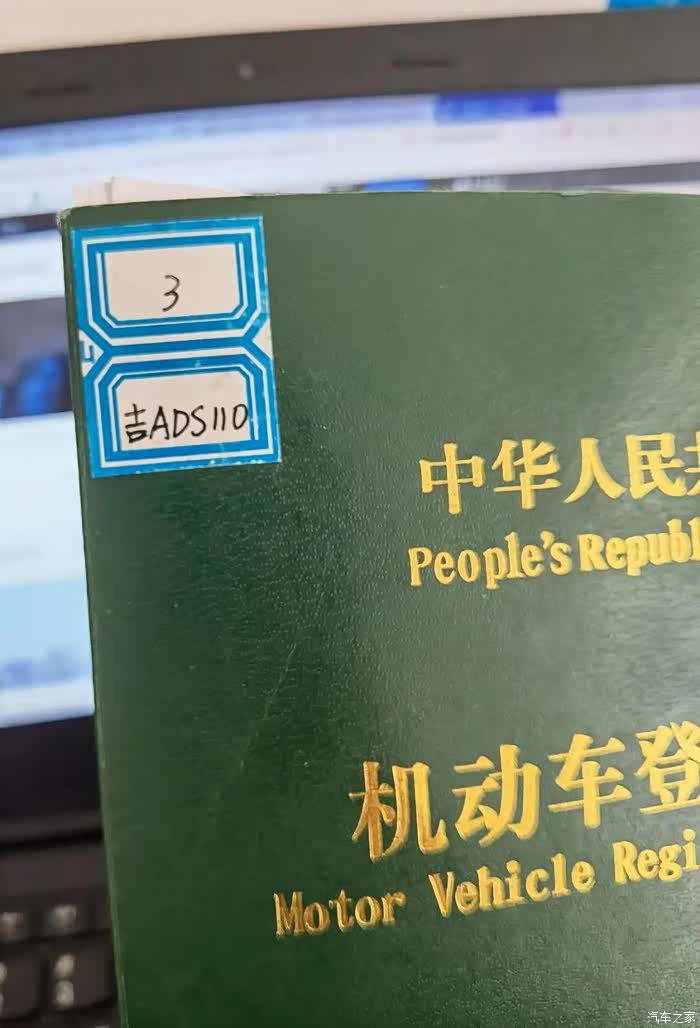 3
吉ADS110
中华人民
People's Republ
机动车登
Motor Vehicle Regi
汽车之家